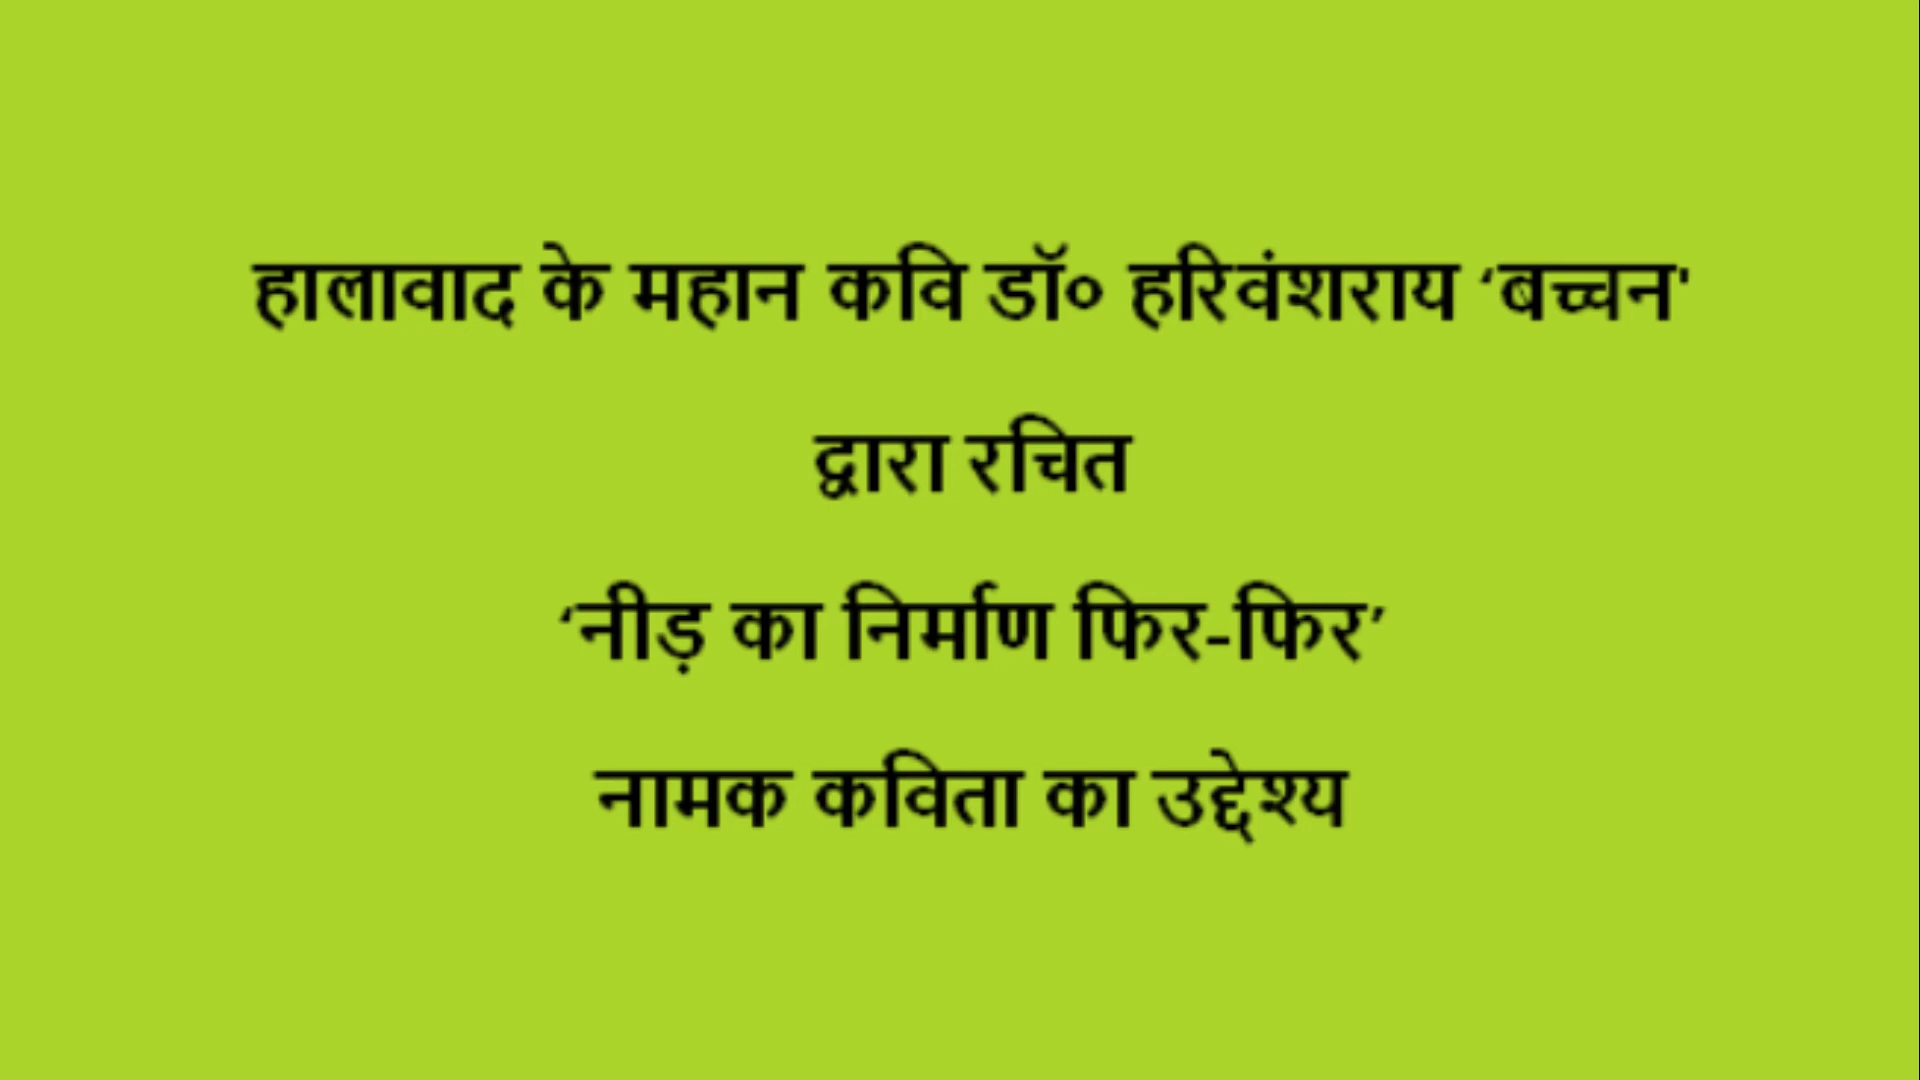 हालावाद के महान कवि डॉ० हरिवंशराय ‘बच्चन'
द्वारा रचित
‘नीड़ का निर्माण फिर-फिर’
नामक कविता का उद्देश्य